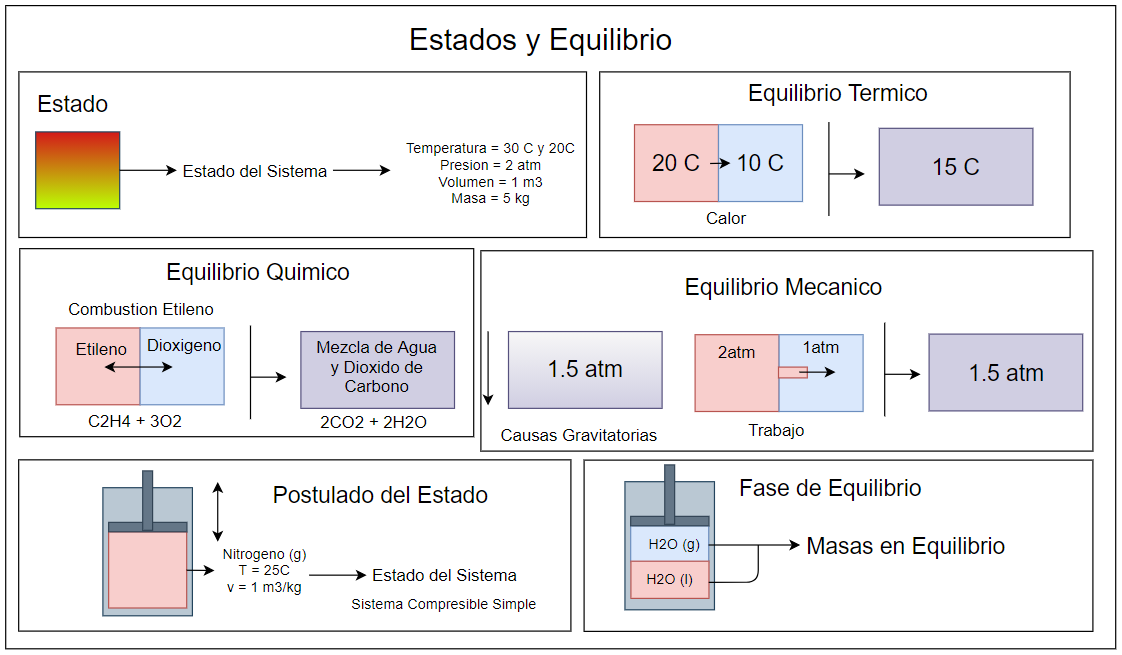 Estados y Equilibrio
Estado
Estado del Sistema
Temperatura = 30 C y 20C
Presion = 2 atm
Volumen = 1 m3
Masa = 5 kg
Equilibrio Termico
20 C
10 C
15 C
Calor
Equilibrio Quimico
Combustion Etileno
Etileno
Dioxigeno
Mezcla de Agua
y Dioxido de
Carbono
C2H4 + 3O2
2CO2 + 2H2O
Equilibrio Mecanico
1.5 atm
2atm
1atm
1.5 atm
Causas Gravitatorias
Trabajo
Postulado del Estado
Nitrogeno (g)
T = 25C
v = 1 m3/kg
Estado del Sistema
Sistema Compresible Simple
Fase de Equilibrio
H2O (g)
H2O (l)
Masas en Equilibrio